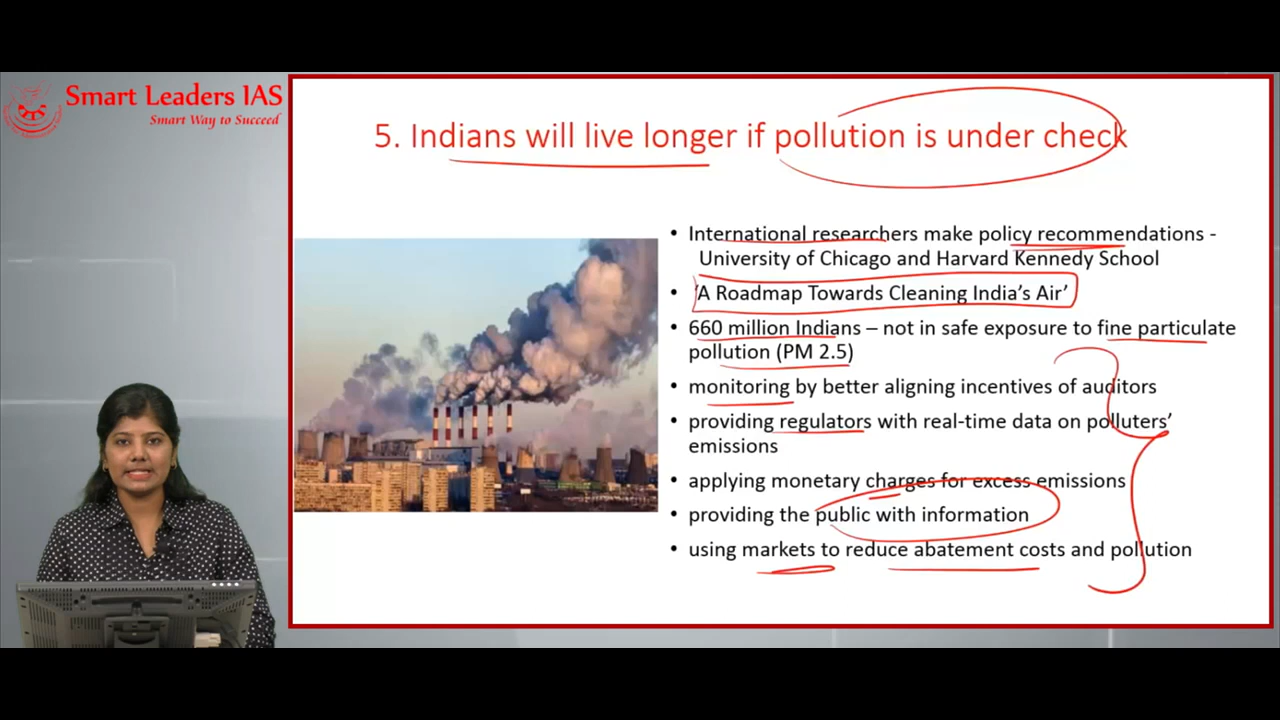 Smart Leaders IAS
Smart Way to Succeed
5. Indians will live longer if pollution is under check
• International researchers make policy recommendations -
University of Chicago and Harvard Kennedy School
• ‘A Roadmap Towards Cleaning India’s Air’
• 660 million Indians – not in safe exposure to fine particulate
pollution (PM 2.5)
• monitoring by better aligning incentives of auditors
• providing regulators with real-time data on polluters’
emissions
• applying monetary charges for excess emissions
• providing the public with information
• using markets to reduce abatement costs and pollution